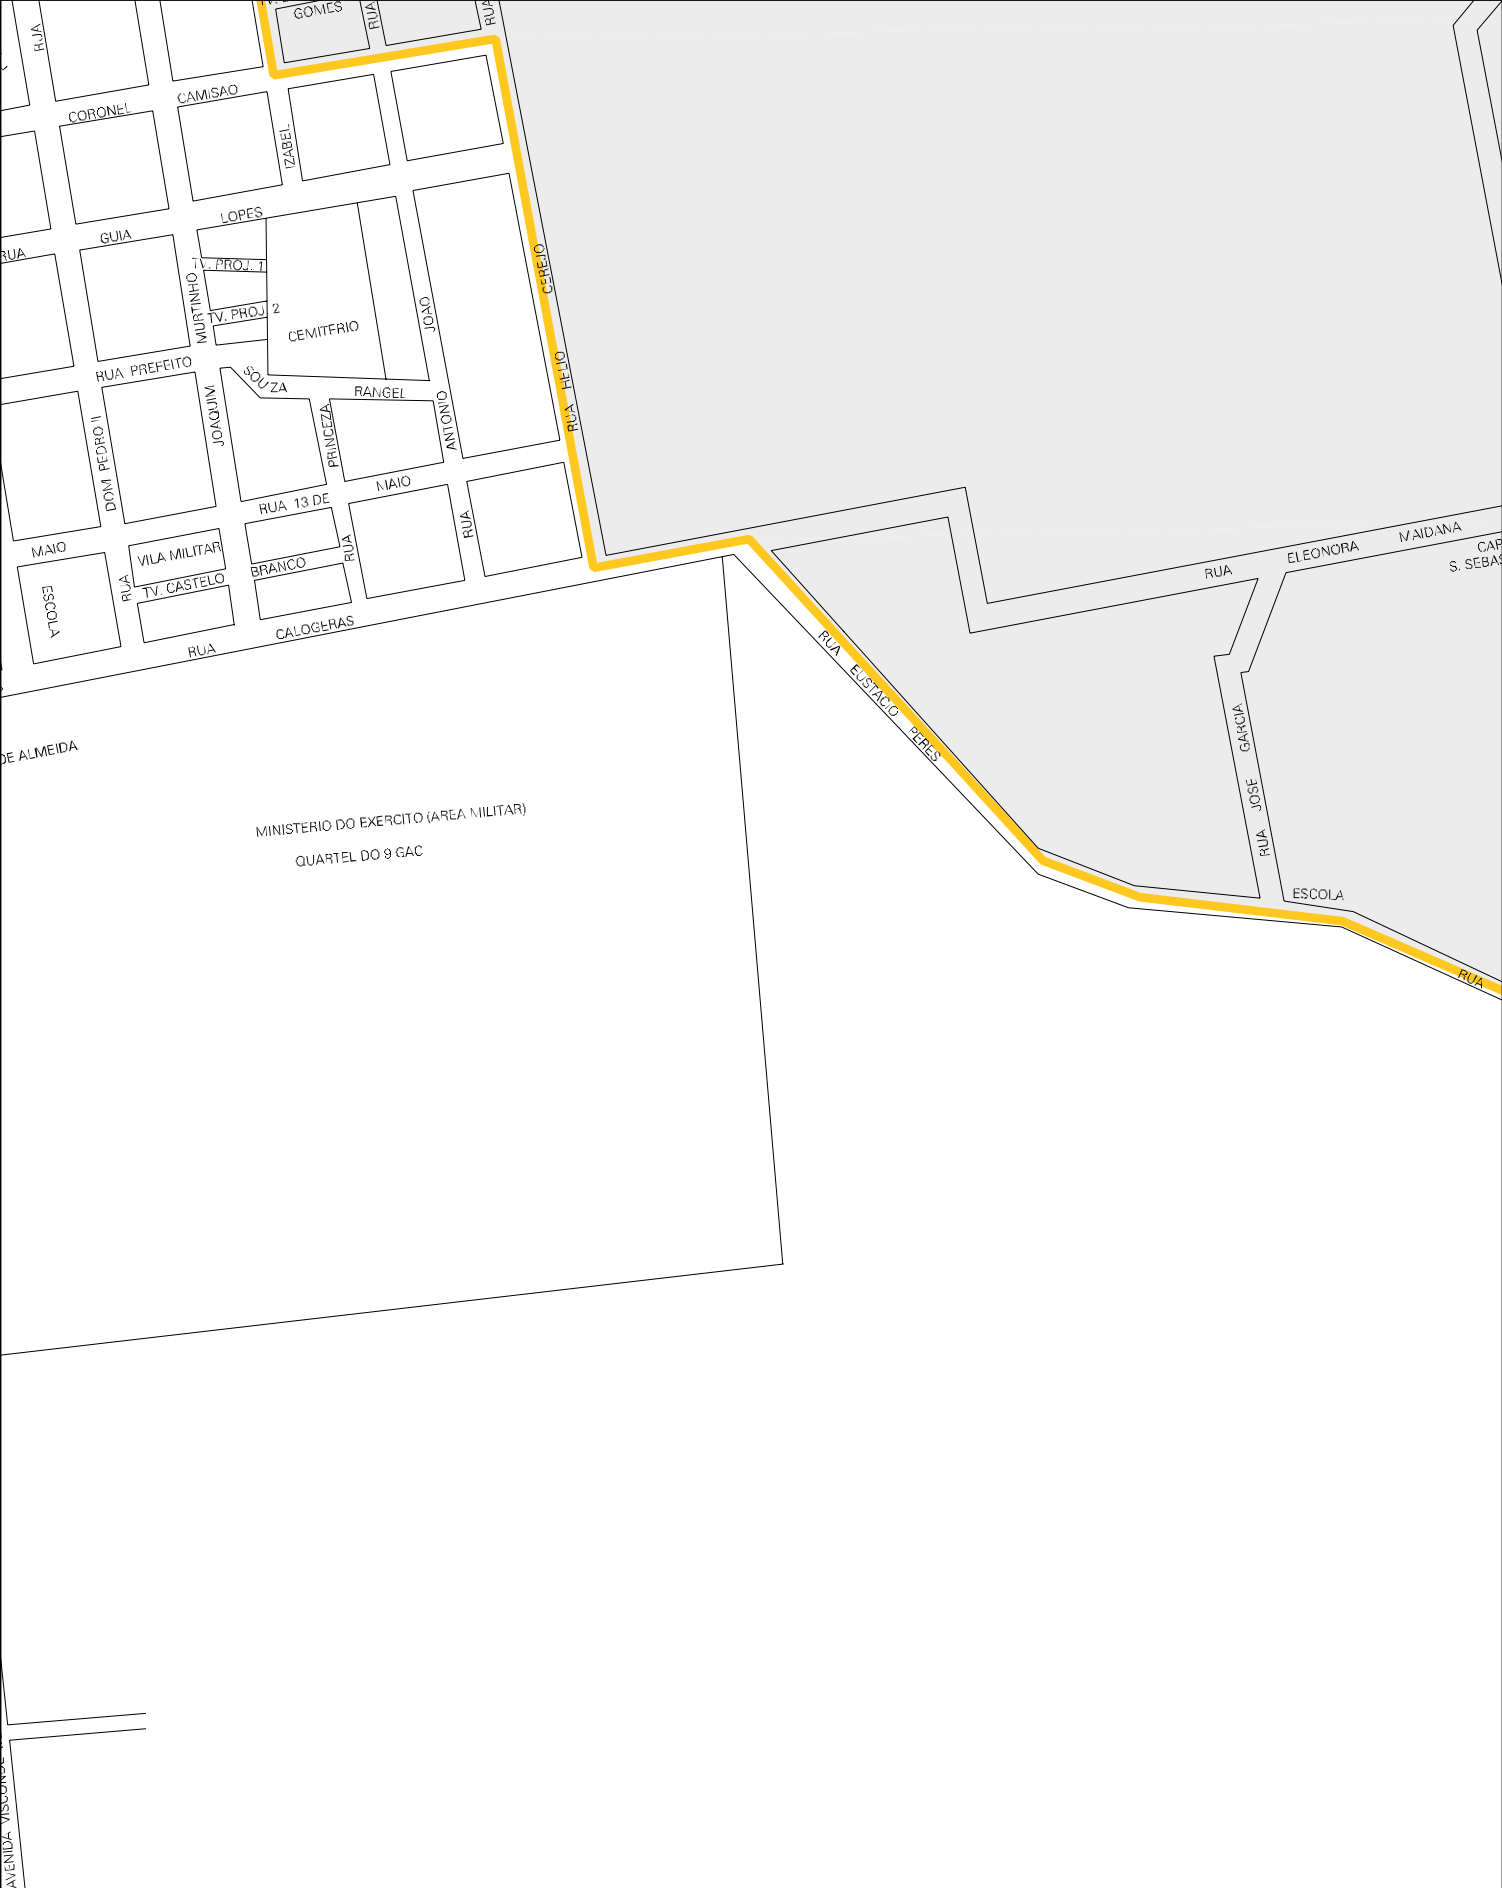 GOMES
RUA
RUA
RUA
CORONEL
CAMISAO
IZABEL
LOPES
GUIA
RUA
TV. PROJ. 1
TV. PROJ. 2
MURTINHO
CEMITERIO
JOAO
CEREJO
RUA HELIO
RUA PREFEITO
SOUZA
RANGEL
JOAQUIM
PRINCEZA
ANTONIO
DOM PEDRO II
MAIO
RUA 13 DE
MAIO
VILA MILITAR
BRANCO
TV. CASTELO
RUA
RUA
RUA
ESCOLA
RUA
CALOGERAS
DE ALMEIDA
MINISTERIO DO EXERCITO (AREA MILITAR)
QUARTEL DO 9 GAC
RUA EUSTACIO PERES
RUA ELEONORA MAIDANA
S. SEBAS
RUA JOSE GARCIA
ESCOLA
RUA
AVENIDA VISCONDE